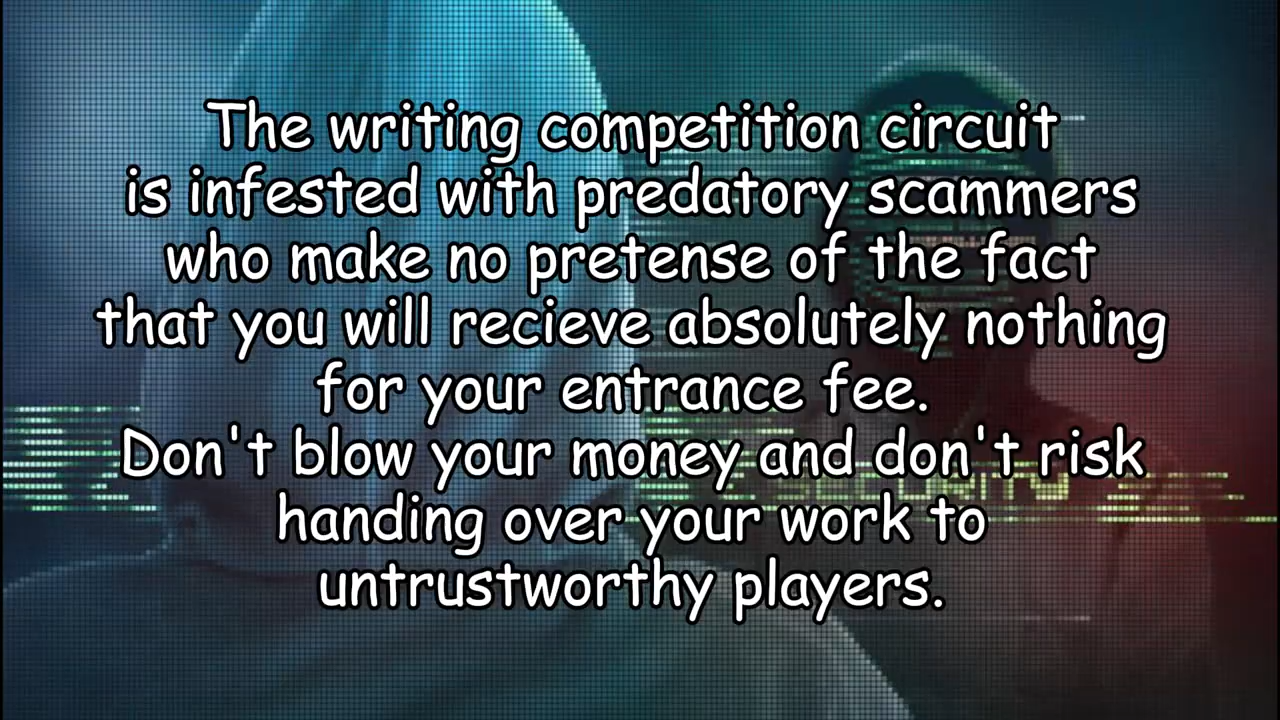 The writing competition circuit
is infested with predatory scammers
who make no pretense of the fact
that you will recieve absolutely nothing
for your entrance fee.
Don't blow your money and don't risk
handing over your work to
untrustworthy players.
SECURITY